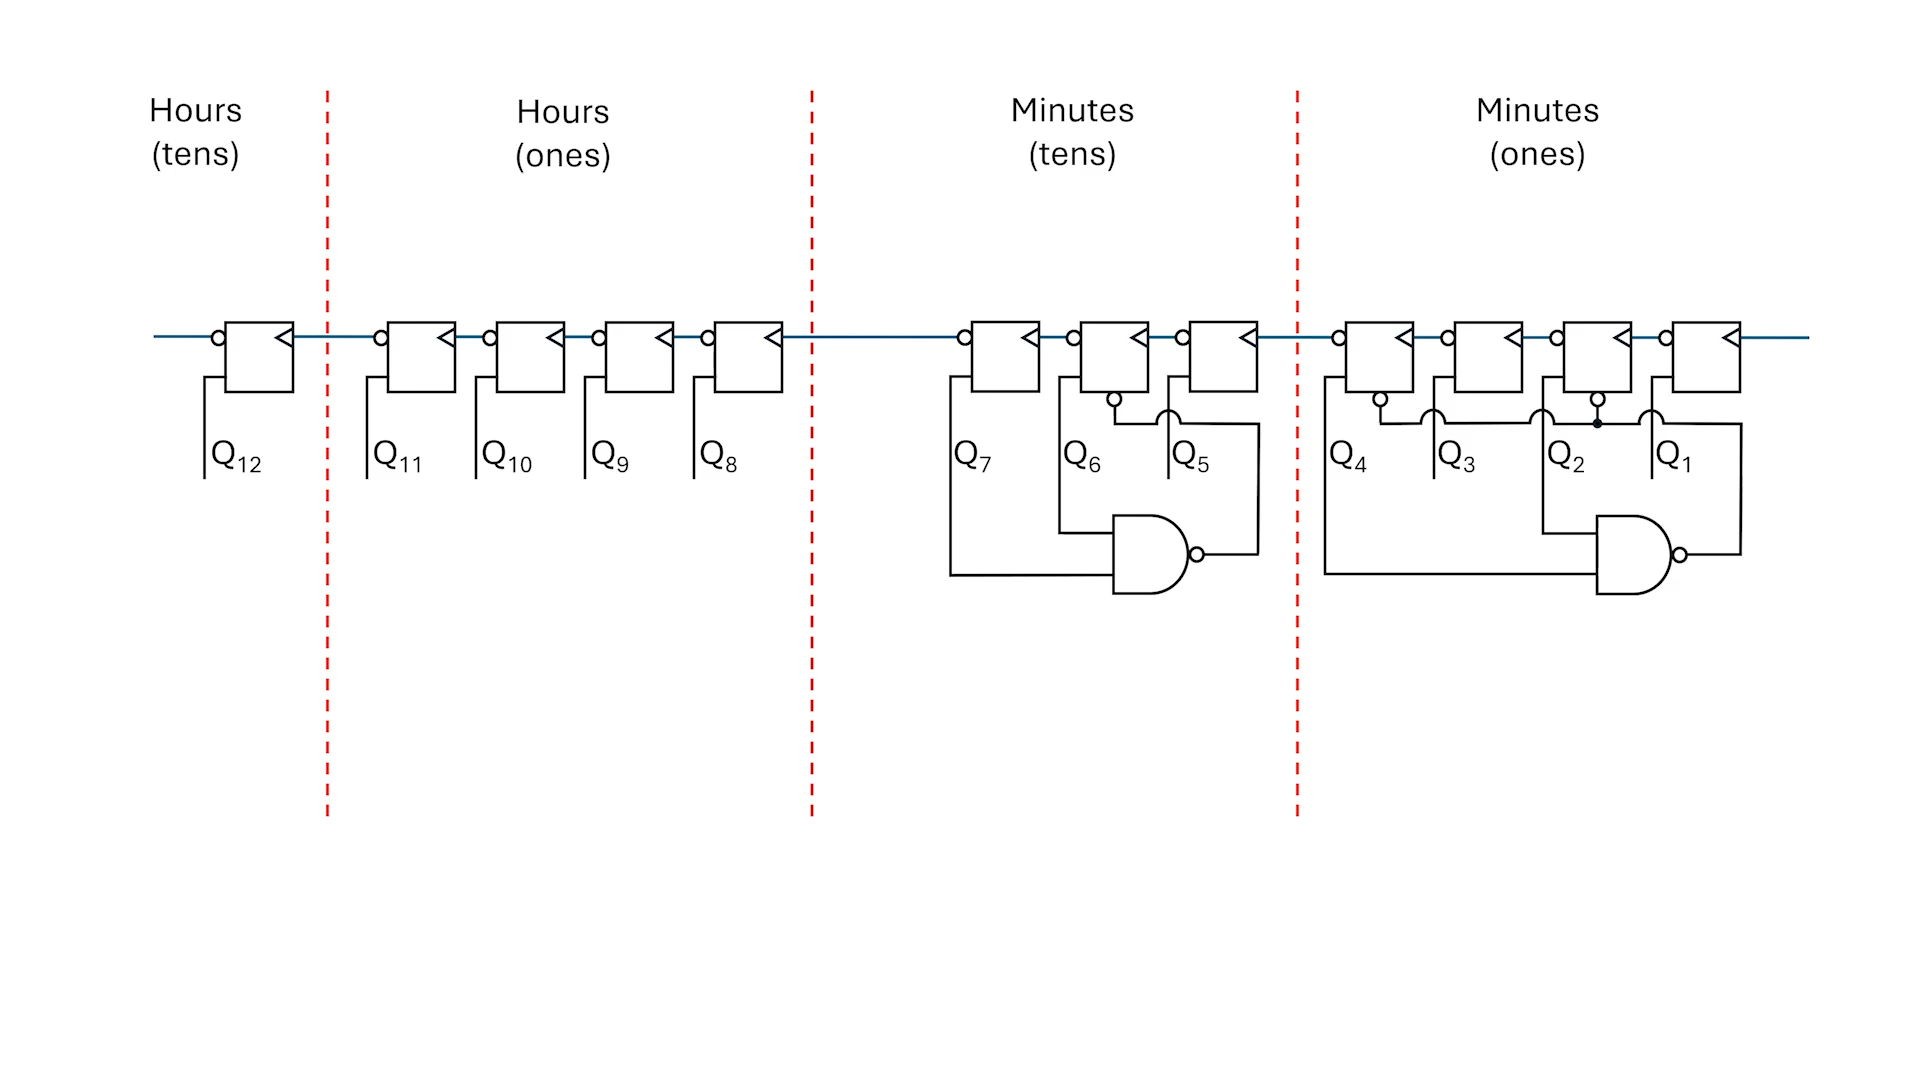 Hours
(tens)
Hours
(ones)
Minutes
(tens)
Minutes
(ones)
Q12 Q11 Q10 Q9 Q8 Q7 Q6 Q5 Q4 Q3 Q2 Q1